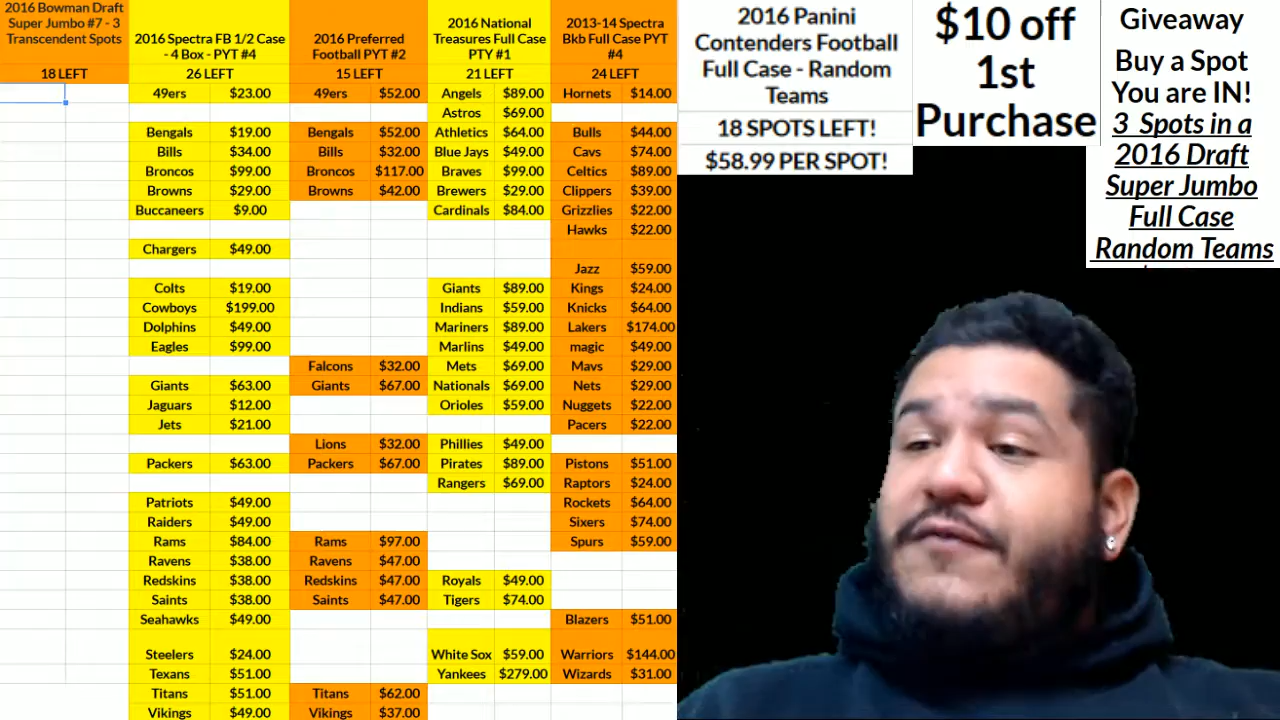 2016 Bowman Draft
Super Jumbo #7 - 3
Transcendent Spots
18 LEFT
2016 Spectra FB 1/2 Case
- 4 Box - PYT #4
26 LEFT
49ers $23.00
Bengals $19.00
Bills $34.00
Broncos $99.00
Browns $29.00
Buccaneers $9.00
Chargers $49.00
Colts $19.00
Cowboys $199.00
Dolphins $49.00
Eagles $99.00
Giants $63.00
Jaguars $12.00
Jets $21.00
Packers $63.00
Patriots $49.00
Raiders $49.00
Rams $84.00
Ravens $38.00
Redskins $38.00
Saints $38.00
Seahawks $49.00
Steelers $24.00
Texans $51.00
Titans $51.00
Vikings $49.00
2016 Preferred
Football PYT #2
15 LEFT
49ers $52.00
Bengals $52.00
Bills $32.00
Broncos $117.00
Browns $42.00
Falcons $32.00
Giants $67.00
Lions $32.00
Packers $67.00
Rams $97.00
Ravens $47.00
Redskins $47.00
Saints $47.00
Titans $62.00
Vikings $37.00
2016 National
Treasures Full Case
PTY #1
21 LEFT
Angels $89.00
Astros $69.00
Athletics $64.00
Blue Jays $49.00
Braves $99.00
Brewers $29.00
Cardinals $84.00
Giants $89.00
Indians $59.00
Mariners $89.00
Marlins $49.00
Mets $69.00
Nationals $69.00
Orioles $59.00
Phillies $49.00
Pirates $89.00
Rangers $69.00
Royals $49.00
Tigers $74.00
White Sox $59.00
Yankees $279.00
2013-14 Spectra
Bkb Full Case PYT
#4
24 LEFT
Hornets $14.00
Bulls $44.00
Cavs $74.00
Celtics $89.00
Clippers $39.00
Grizzlies $22.00
Hawks $22.00
Jazz $59.00
Kings $24.00
Knicks $64.00
Lakers $174.00
magic $49.00
Mavs $29.00
Nets $29.00
Nuggets $22.00
Pacers $22.00
Pistons $51.00
Raptors $24.00
Rockets $64.00
Sixers $74.00
Spurs $59.00
Blazers $51.00
Warriors $144.00
Wizards $31.00
2016 Panini
Contenders Football
Full Case - Random
Teams
18 SPOTS LEFT!
$58.99 PER SPOT!
$10 off
1st
Purchase
Giveaway
Buy a Spot
You are IN!
3 Spots in a
2016 Draft
Super Jumbo
Full Case
Random Teams